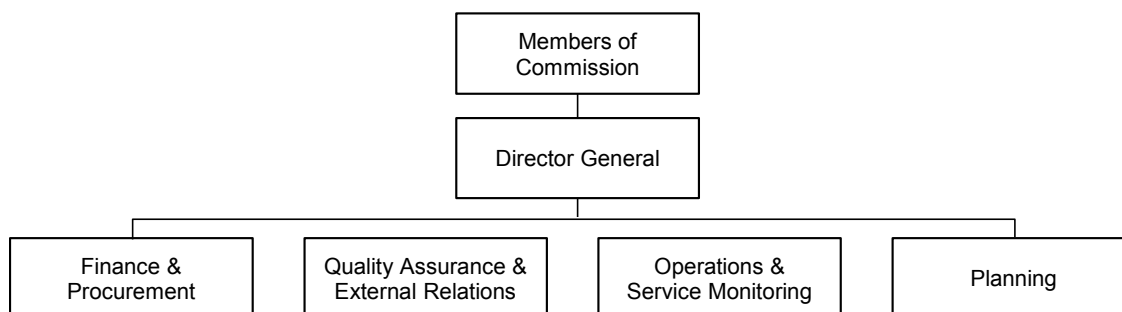 Members of
Commission
Director General
Finance &
Procurement
Quality Assurance &
External Relations
Operations &
Service Monitoring
Planning